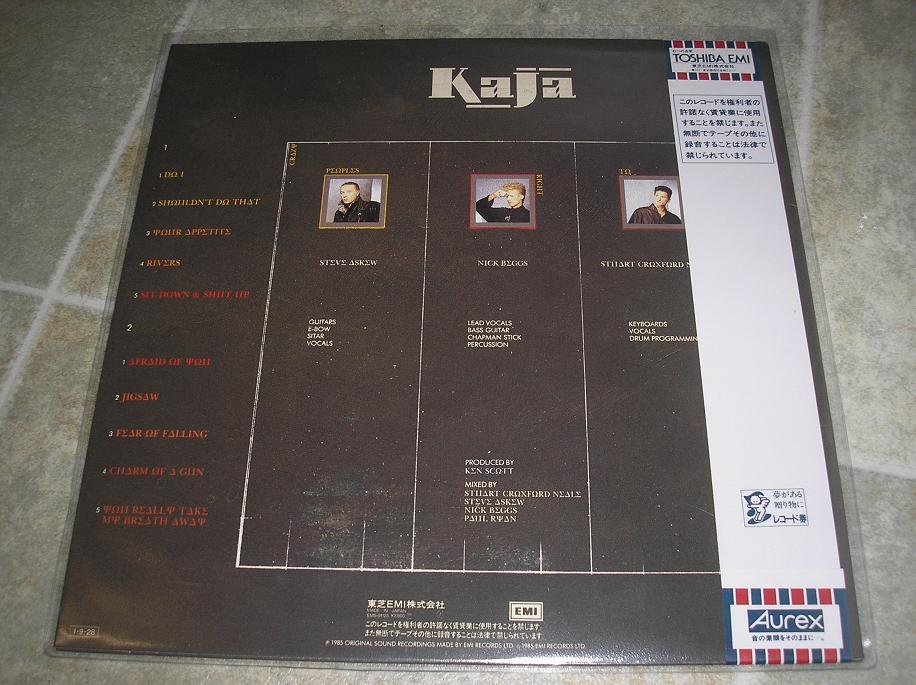 Kaja
1
1 DO I
2 SHOULDN'T DO THAT
3 YOUR APPETITE
4 RIVERS
5 SIT DOWN & SHUT UP
2
1 AFRAID OF YOU
2 JIGSAW
3 FEAR OF FALLING
4 CHARM OF A GUN
5 YOU REALLY TAKE
MY BREATH AWAY
CRAZY
PEOPLES
RIGHT
TO
STEVE ASKEW
NICK BEGGS
STUART CROXFORD N
GUITARS
E-BOW
SITAR
VOCALS
LEAD VOCALS
BASS GUITAR
CHAPMAN STICK
PERCUSSION
KEYBOARDS
VOCALS
DRUM PROGRAMMIN
PRODUCED BY
KEN SCOTT
MIXED BY
STUART CROXFORD NEALE
STEVE ASKEW
NICK BEGGS
PAUL RYAN
東芝EMI株式会社
MADE IN JAPAN
EMI
このレコードを権利者の許諾なく賃貸業に使用することを禁じます。
また無断でテープその他に録音することは法律で禁じられています。
℗ 1985 ORIGINAL SOUND RECORDINGS MADE BY EMI RECORDS LTD © 1985 EMI RECORDS LTD
1-9-28
TOSHIBA EMI
東芝EMI株式会社
このレコードを権利者の
許諾なく賃貸業に使用
することを禁じます。また
無断でテープその他に
録音することは法律で
禁じられています。
夢がある
贈り物に
レコード券
Aurex
音の素顔をそのままに…。